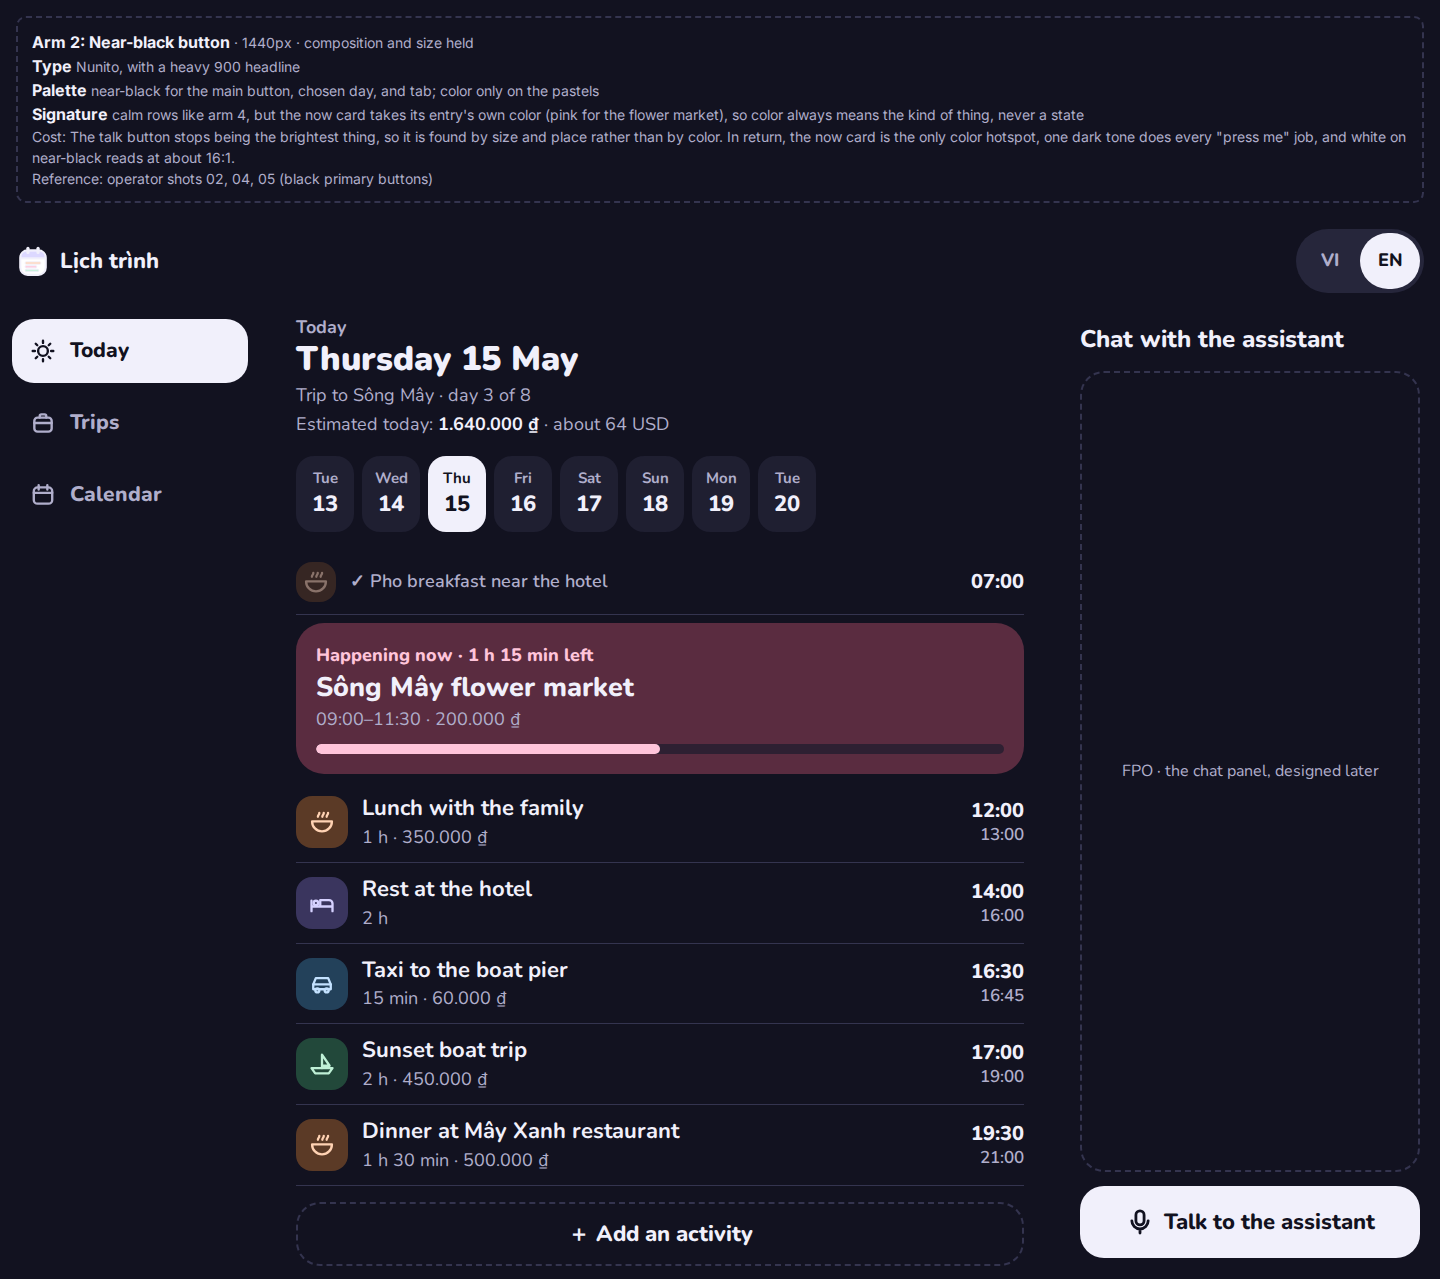 Arm 2: Near-black button · 1440px · composition and size held
Type Nunito, with a heavy 900 headline
Palette near-black for the main button, chosen day, and tab; color only on the pastels
Signature calm rows like arm 4, but the now card takes its entry's own color (pink for the flower market), so color always means the kind of thing, never a state
Cost: The talk button stops being the brightest thing, so it is found by size and place rather than by color. In return, the now card is the only color hotspot, one dark tone does every "press me" job, and white on
near-black reads at about 16:1.
Reference: operator shots 02, 04, 05 (black primary buttons)
Lịch trình
VI EN
Today
Trips
Calendar
Today
Thursday 15 May
Trip to Sông Mây · day 3 of 8
Estimated today: 1.640.000 ₫ · about 64 USD
Tue Wed Thu Fri Sat Sun Mon Tue
13 14 15 16 17 18 19 20
✓ Pho breakfast near the hotel 07:00
Happening now · 1 h 15 min left
Sông Mây flower market
09:00–11:30 · 200.000 ₫
Lunch with the family 12:00
1 h · 350.000 ₫ 13:00
Rest at the hotel 14:00
2 h 16:00
Taxi to the boat pier 16:30
15 min · 60.000 ₫ 16:45
Sunset boat trip 17:00
2 h · 450.000 ₫ 19:00
Dinner at Mây Xanh restaurant 19:30
1 h 30 min · 500.000 ₫ 21:00
+ Add an activity
Chat with the assistant
FPO · the chat panel, designed later
Talk to the assistant